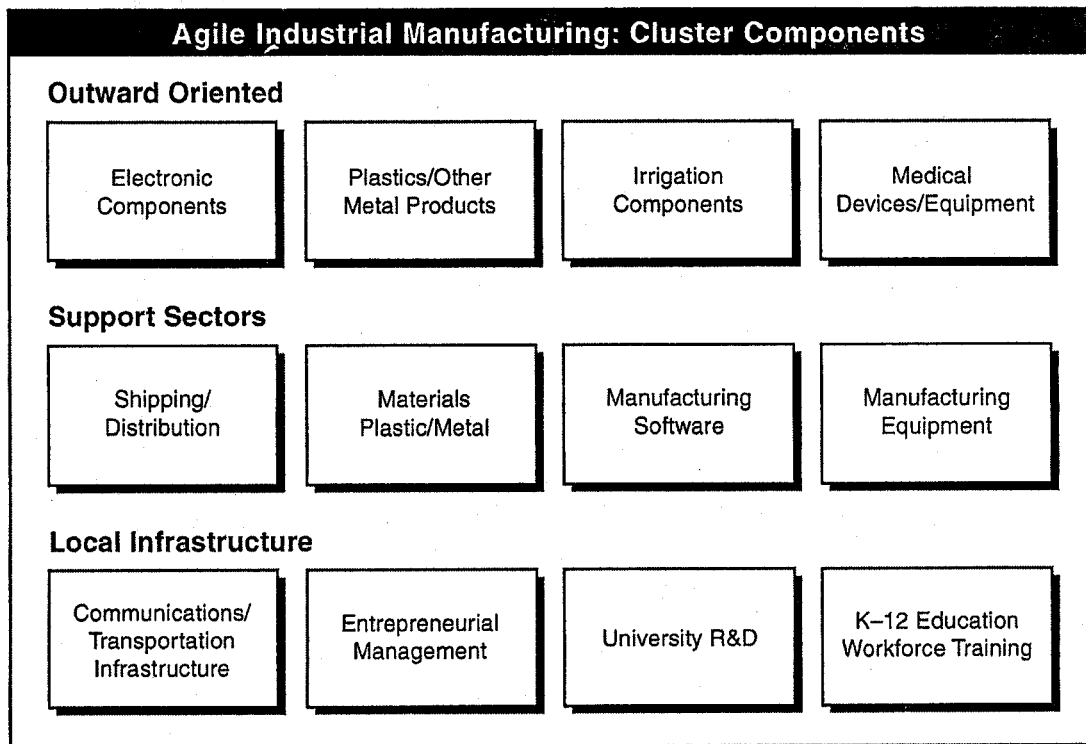 Agile Industrial Manufacturing: Cluster Components
Outward Oriented
Electronic
Components
Plastics/Other
Metal Products
Irrigation
Components
Medical
Devices/Equipment
Support Sectors
Shipping/
Distribution
Materials
Plastic/Metal
Manufacturing
Software
Manufacturing
Equipment
Local Infrastructure
Communications/
Transportation
Infrastructure
Entrepreneurial
Management
University R&D
K–12 Education
Workforce Training